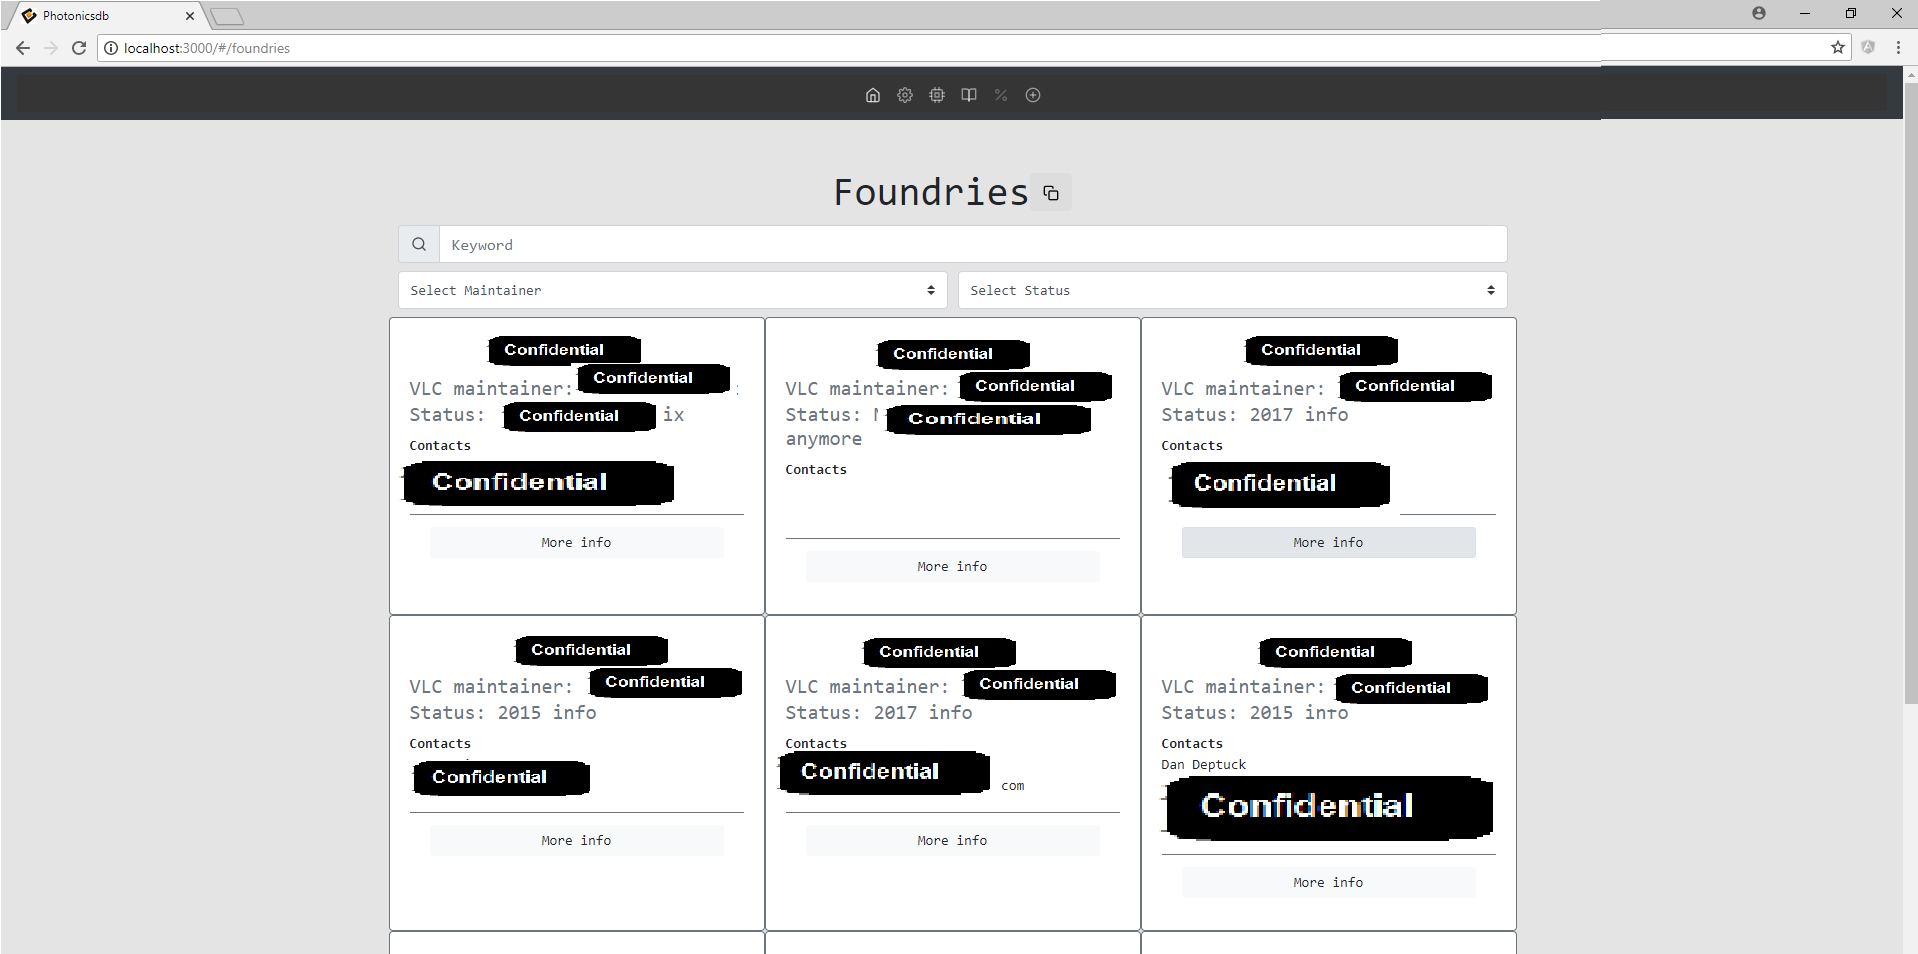 Photonicsdb
localhost:3000/#/foundries
Foundries
Keyword
Select Maintainer
Select Status
Confidential
VLC maintainer: Confidential
Status: Confidential ix
Contacts
Confidential
More info
Confidential
VLC maintainer: Confidential
Status: Confidential
anymore
Contacts
More info
Confidential
VLC maintainer: Confidential
Status: 2017 info
Contacts
Confidential
More info
Confidential
VLC maintainer: Confidential
Status: 2015 info
Contacts
Confidential
More info
Confidential
VLC maintainer: Confidential
Status: 2017 info
Contacts
Confidential com
More info
Confidential
VLC maintainer: Confidential
Status: 2015 info
Contacts
Dan Deptuck
Confidential
More info